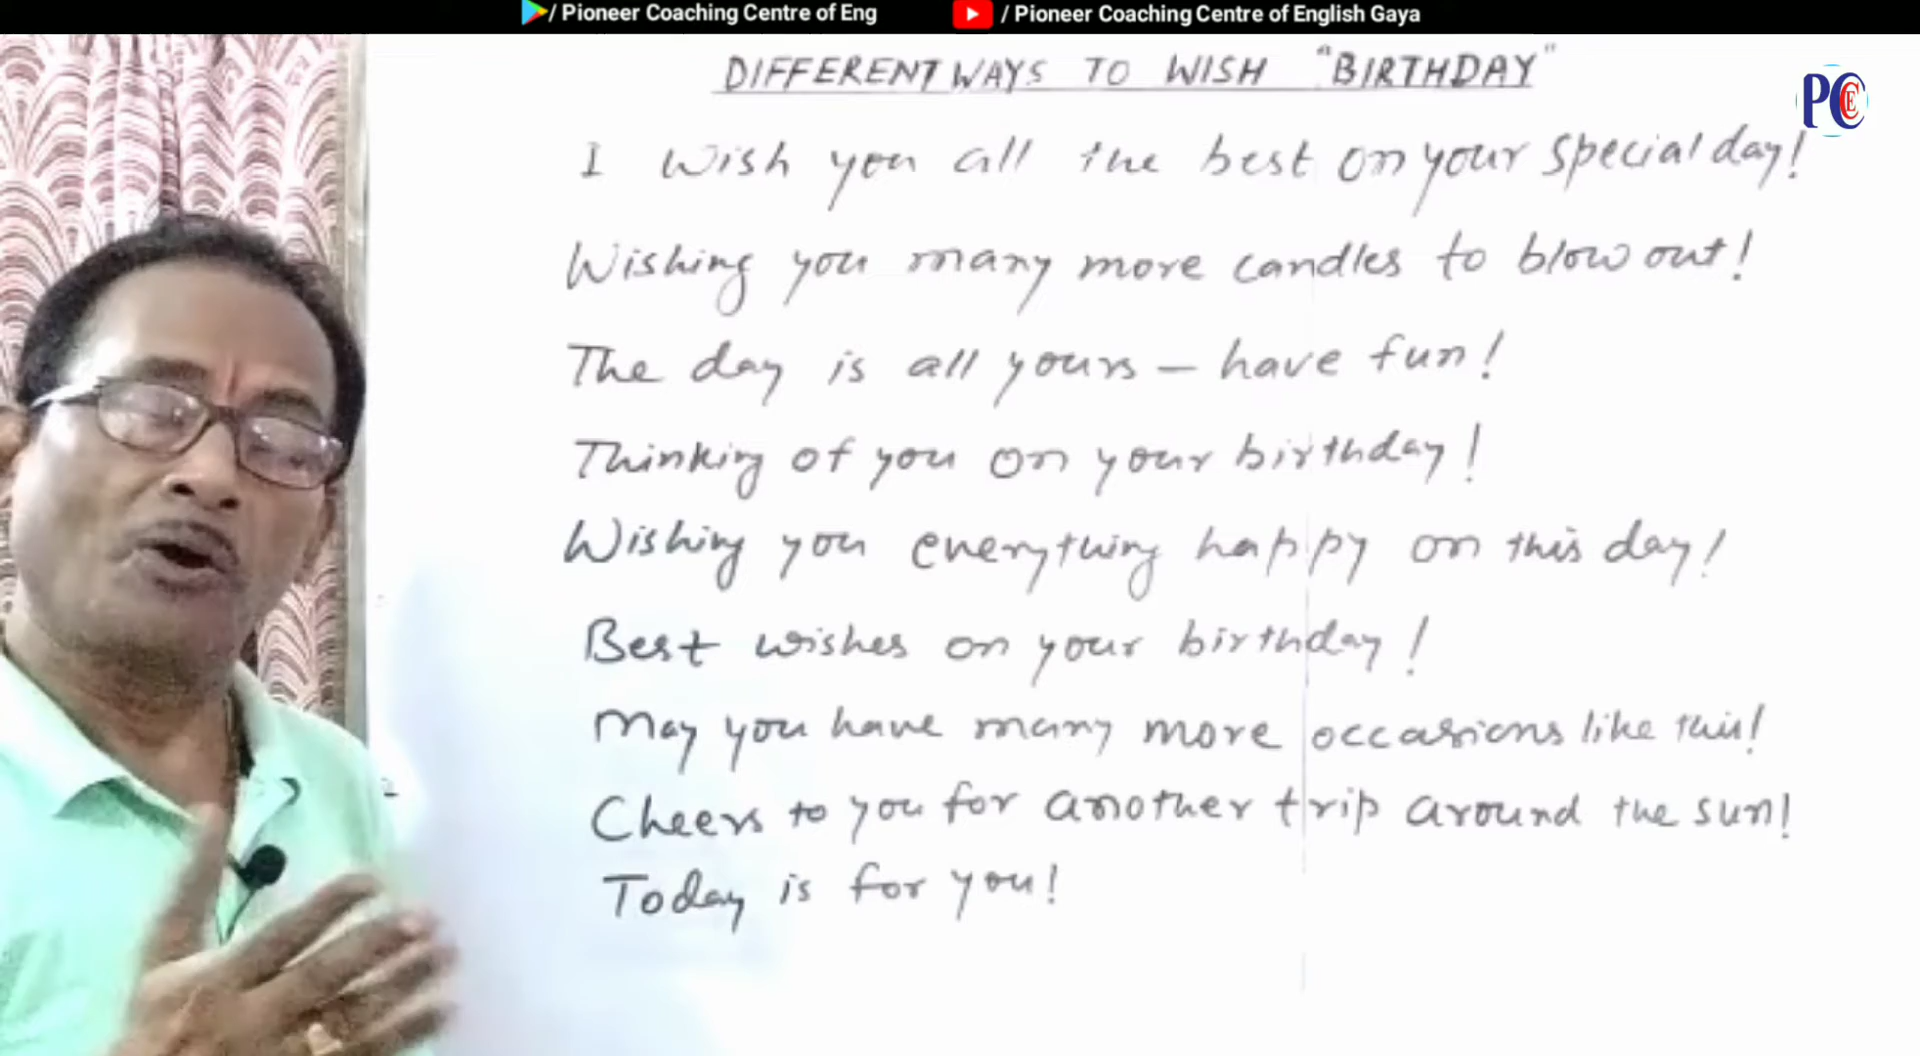 / Pioneer Coaching Centre of Eng
/ Pioneer Coaching Centre of English Gaya
DIFFERENT WAYS TO WISH "BIRTHDAY"
PCCE
I wish you all the best on your special day!
Wishing you many more candles to blow out!
The day is all yours – have fun!
Thinking of you on your birthday!
Wishing you everything happy on this day!
Best wishes on your birthday!
May you have many more occasions like this!
Cheers to you for another trip around the sun!
Today is for you!